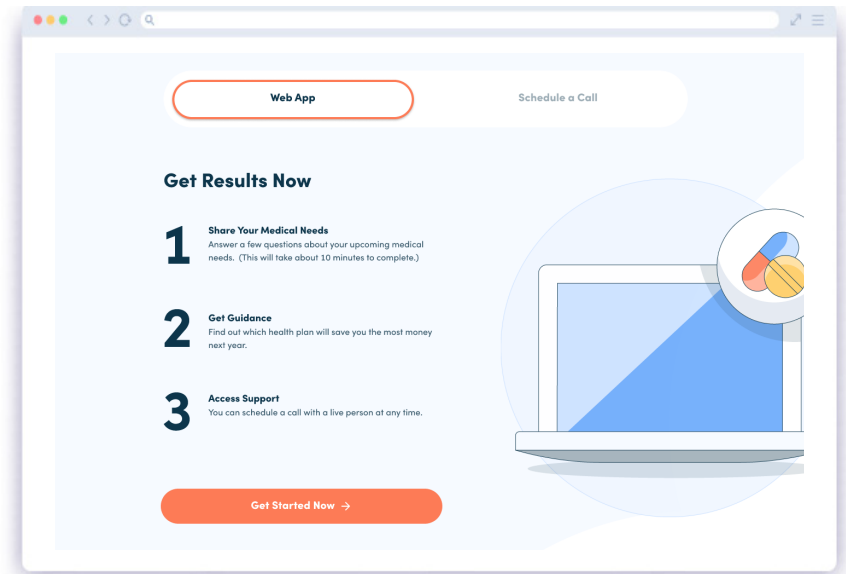 Web App
Schedule a Call
Get Results Now
1
Share Your Medical Needs
Answer a few questions about your upcoming medical
needs. (This will take about 10 minutes to complete.)
2
Get Guidance
Find out which health plan will save you the most money
next year.
3
Access Support
You can schedule a call with a live person at any time.
Get Started Now →